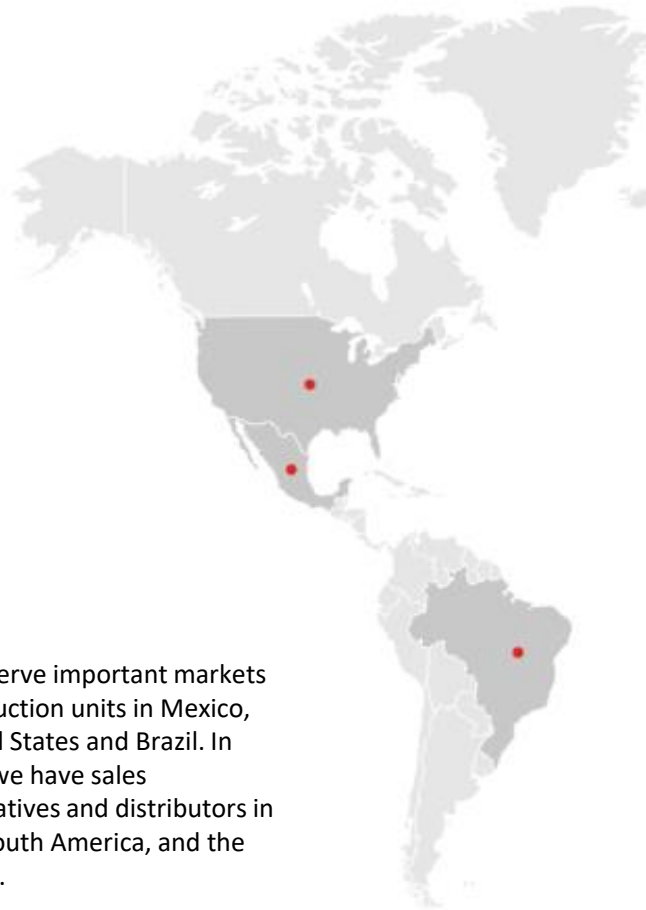 erve important markets
uction units in Mexico,
l States and Brazil. In
we have sales
atives and distributors in
outh America, and the
.